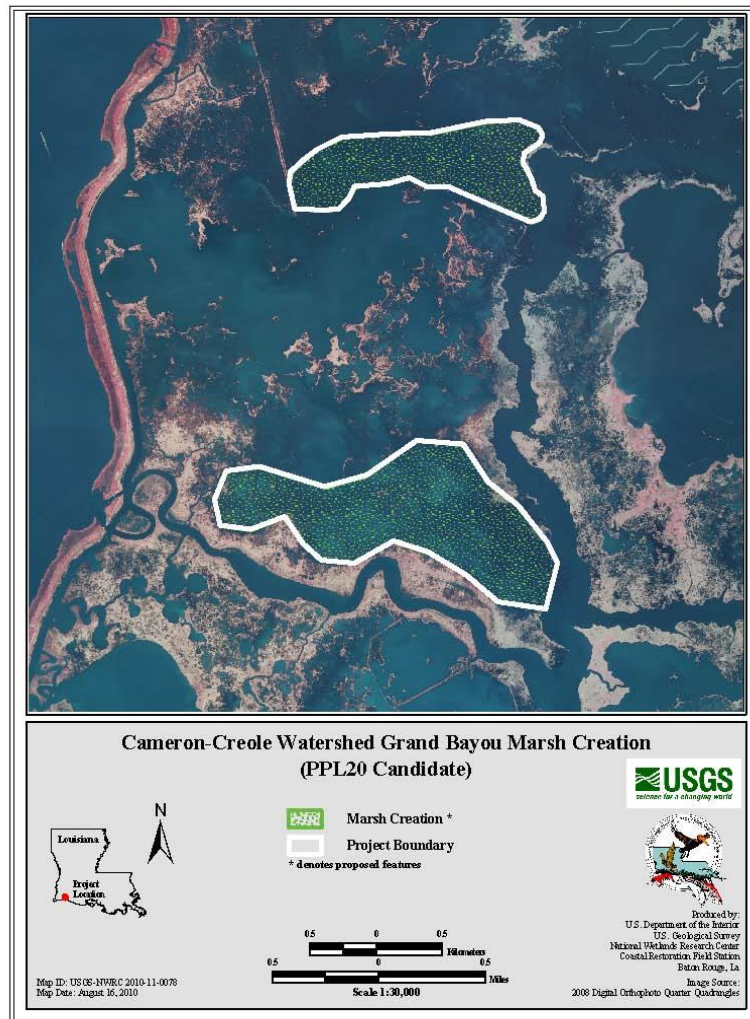 Cameron-Creole Watershed Grand Bayou Marsh Creation
(PPL20 Candidate)
USGS
science for a changing world
N
Louisiana
Project
Location
Marsh Creation *
Project Boundary
* denotes proposed features
Produced by:
U.S. Department of the Interior
U.S. Geological Survey
National Wetlands Research Center
Coastal Restoration Field Station
Baton Rouge, La
0.5 0 0.5
Kilometers
0.5 0 0.5
Miles
Scale 1:30,000
Map ID: USGS-NWRC 2010-11-0078
Map Date: August 16, 2010
Image Source:
2008 Digital Orthophoto Quarter Quadrangles